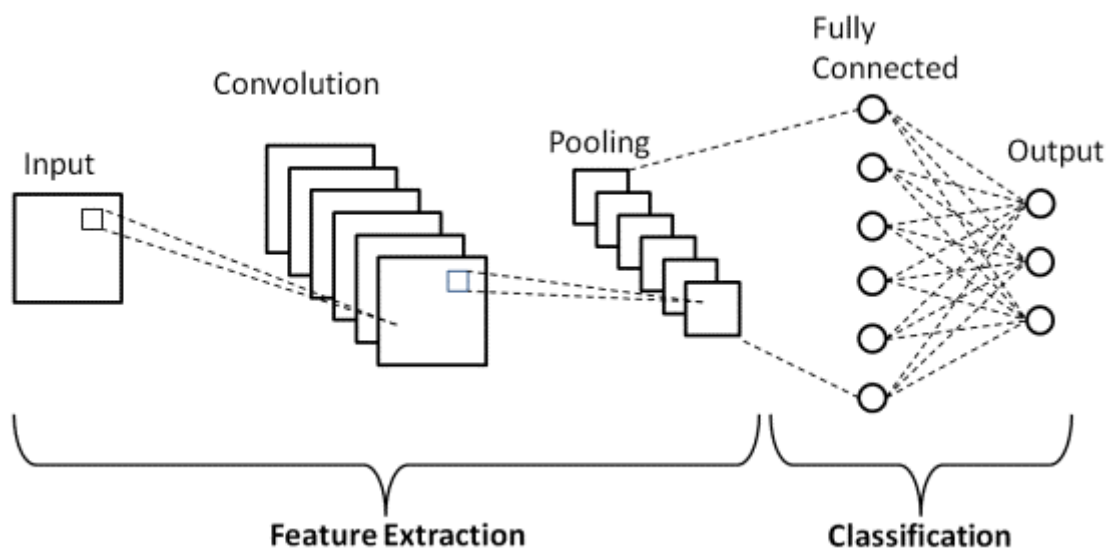 Fully
Connected
Convolution
Pooling
Output
Input
Feature Extraction
Classification